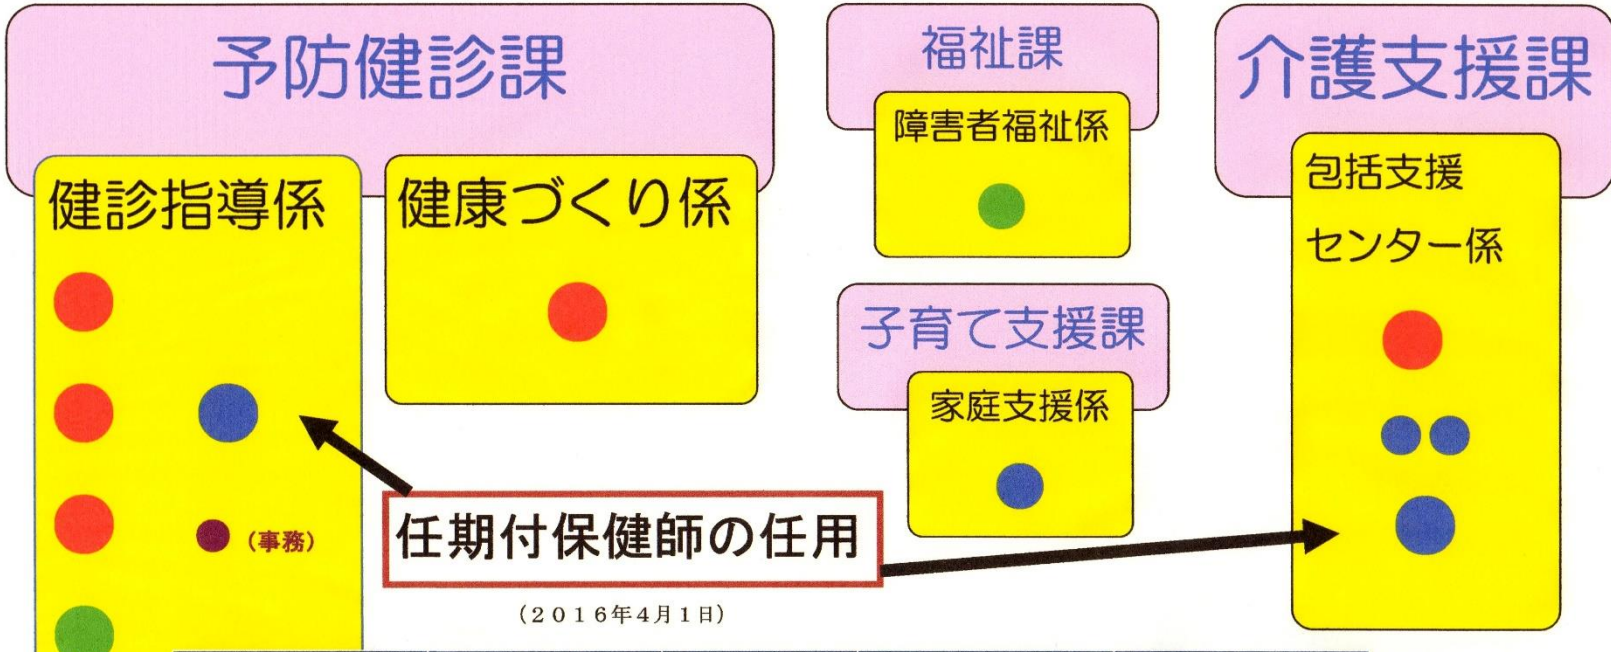 予防健診課
健診指導係
(事務)
健康づくり係
福祉課
障害者福祉係
子育て支援課
家庭支援係
介護支援課
包括支援
センター係
任期付保健師の任用
(2016年4月1日)